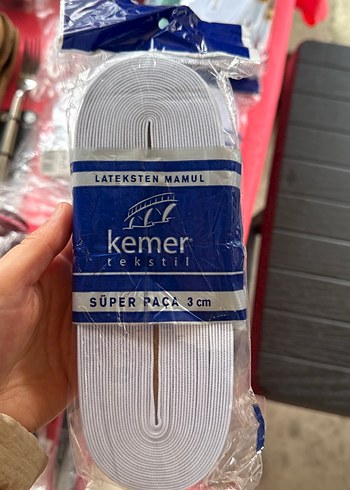 LATEKSTEN MAMUL
kemer
tekstil
SÜPER PAÇA 3 cm